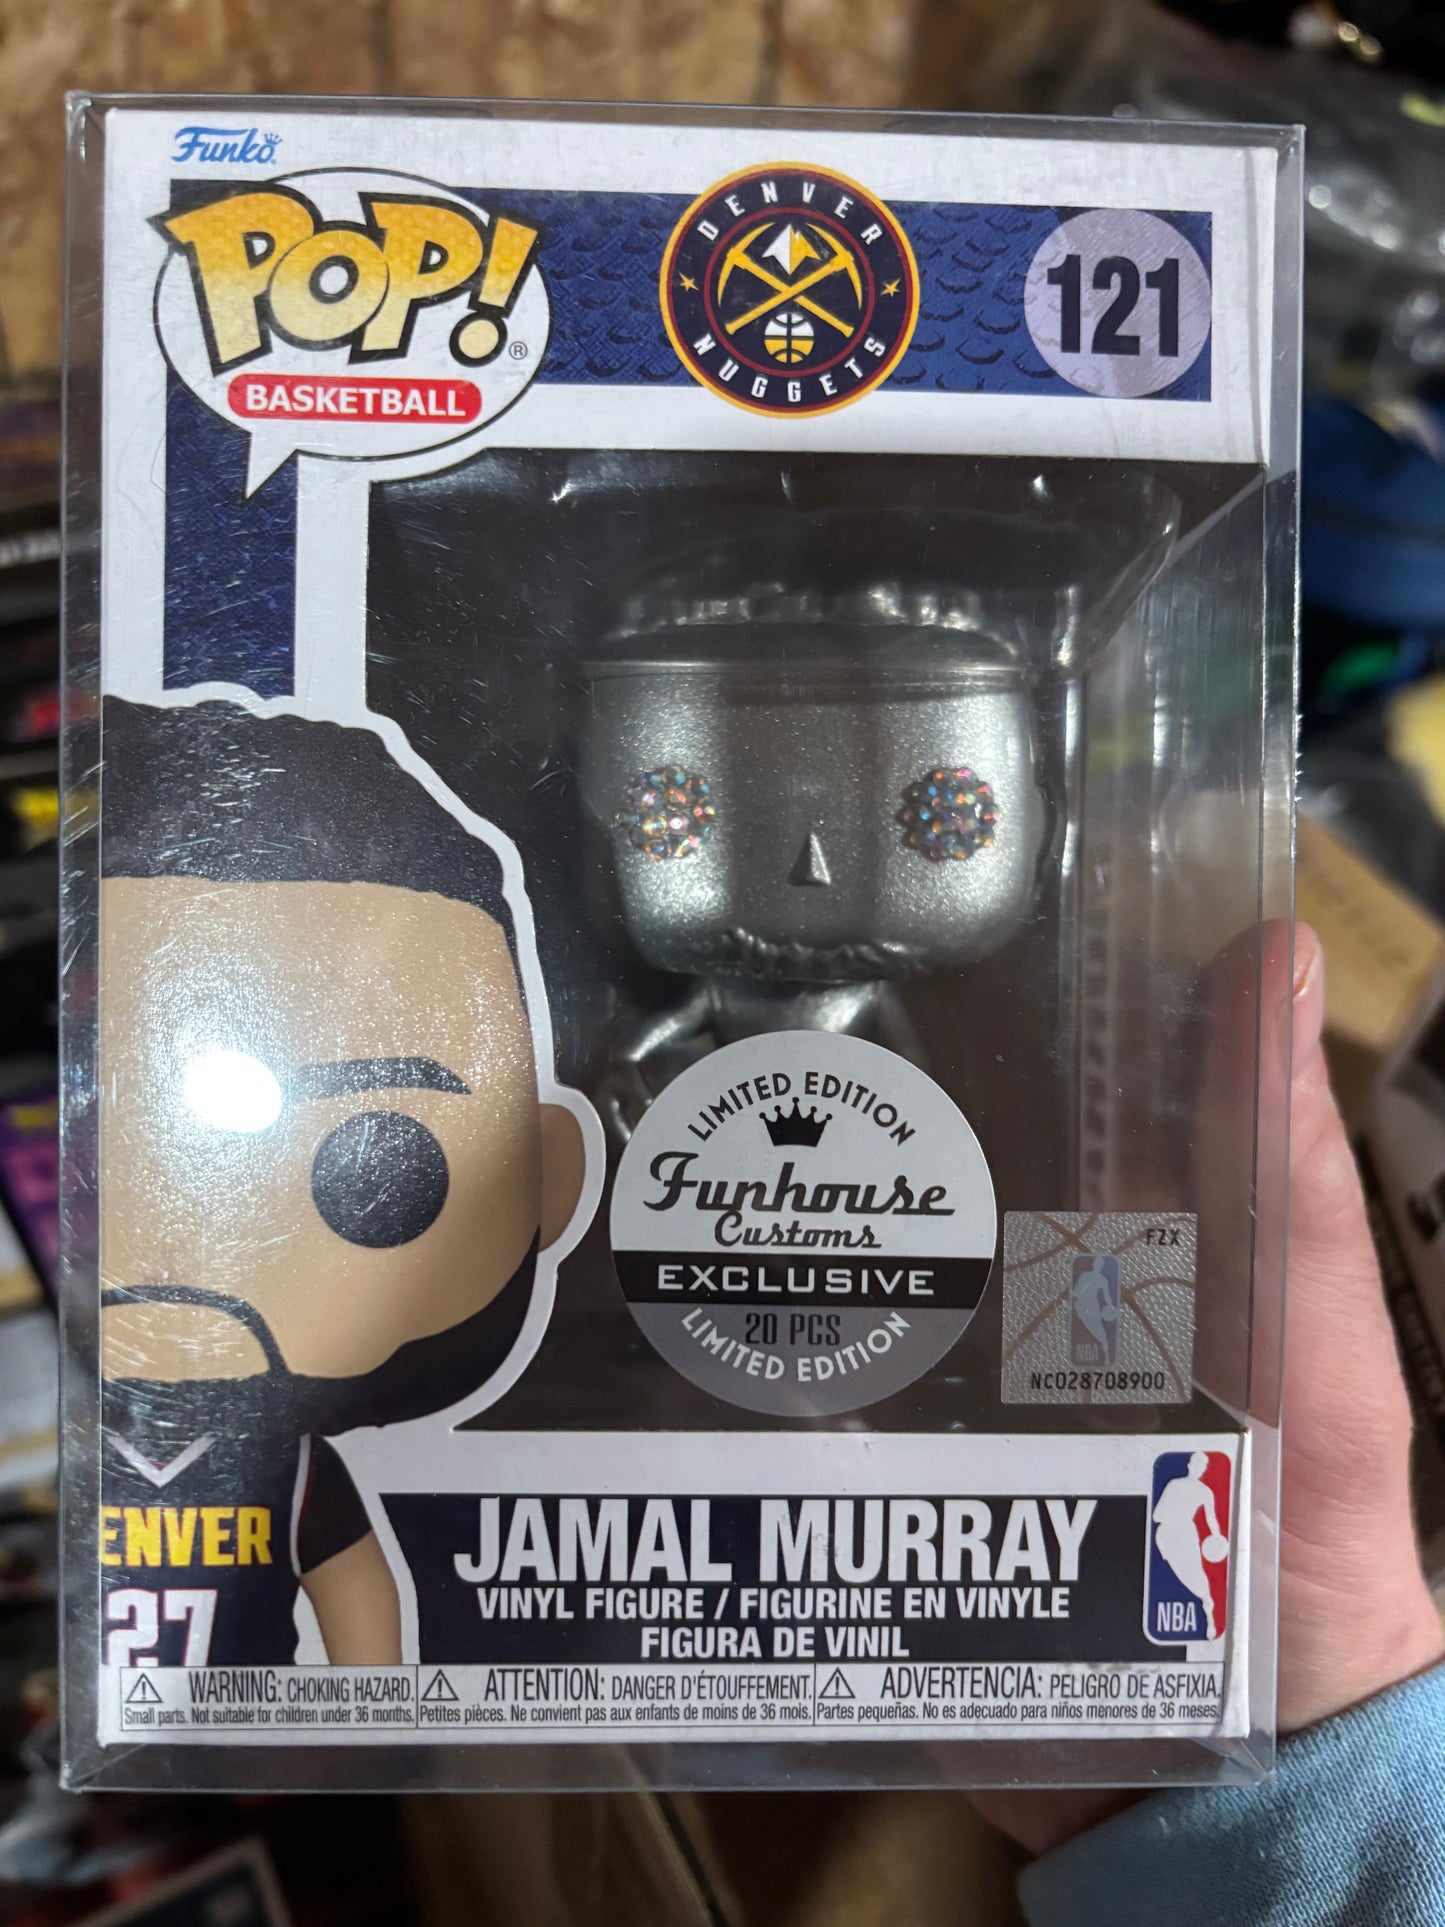 Funko
POP!®
BASKETBALL
DENVER
NUGGETS
121
LIMITED EDITION
Funhouse
Customs
EXCLUSIVE
20 PCS
LIMITED EDITION
FZX
NBA
NC028708900
ENVER
27
JAMAL MURRAY
VINYL FIGURE / FIGURINE EN VINYLE
FIGURA DE VINIL
NBA
WARNING: CHOKING HAZARD.
Small parts. Not suitable for children under 36 months.
ATTENTION: DANGER D'ÉTOUFFEMENT.
Petites pièces. Ne convient pas aux enfants de moins de 36 mois.
ADVERTENCIA: PELIGRO DE ASFIXIA.
Partes pequeñas. No es adecuado para niños menores de 36 meses.